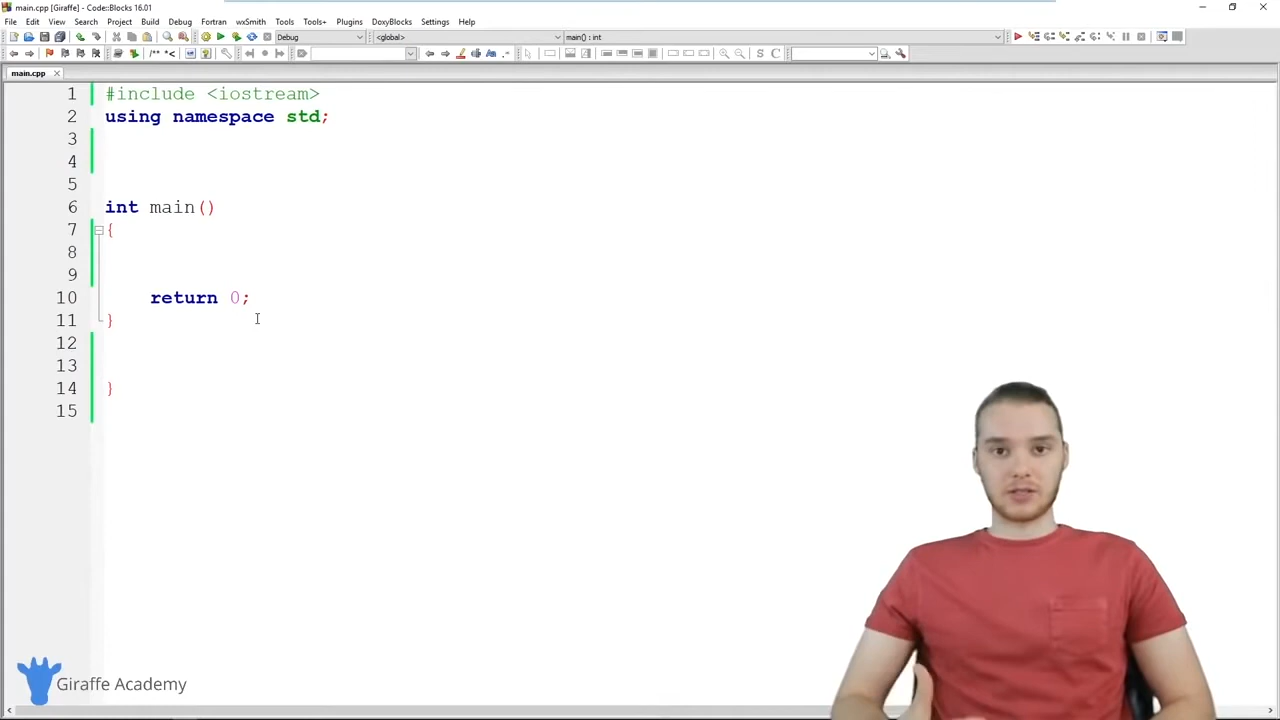 main.cpp [Giraffe] - Code::Blocks 16.01
File Edit View Search Project Build Debug Fortran wxSmith Tools Tools+ Plugins DoxyBlocks Settings Help
Debug <global> main() : int
/** *< S C
main.cpp ×
1 #include <iostream>
2 using namespace std;
3
4
5
6 int main()
7 {
8
9
10 return 0;
11 }
12
13
14 }
15
Giraffe Academy